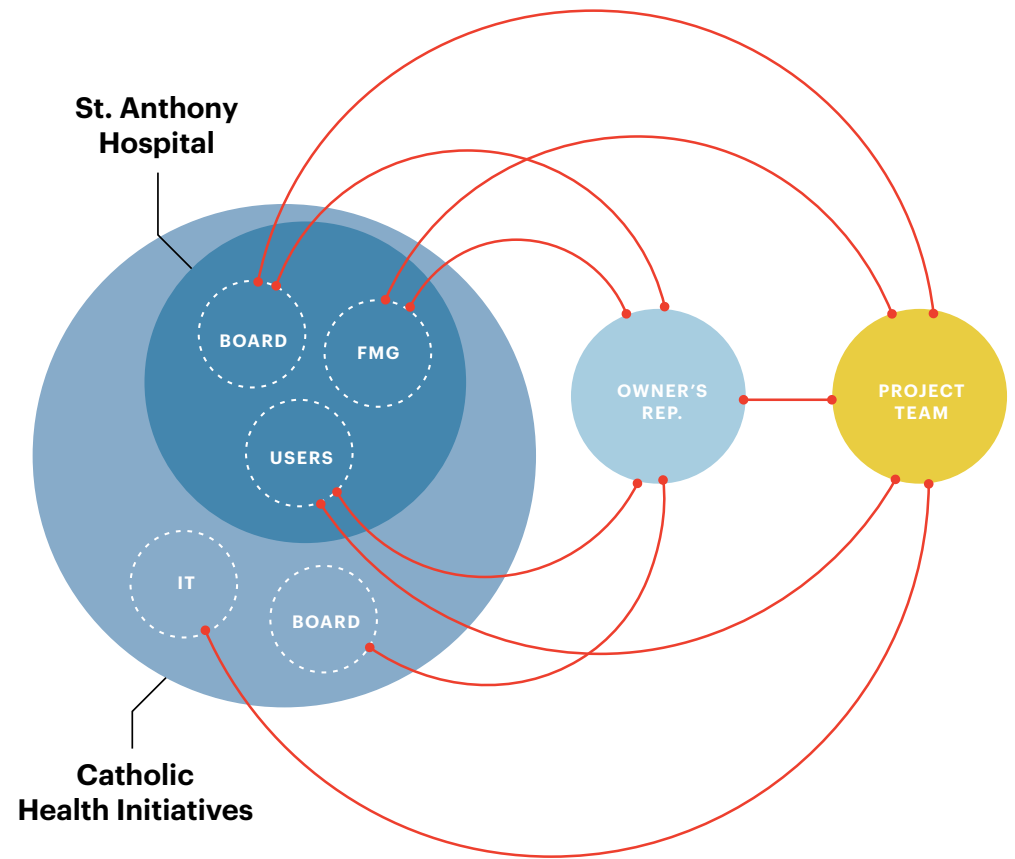 St. Anthony
Hospital
BOARD
FMG
USERS
OWNER’S
REP.
PROJECT
TEAM
IT
BOARD
Catholic
Health Initiatives